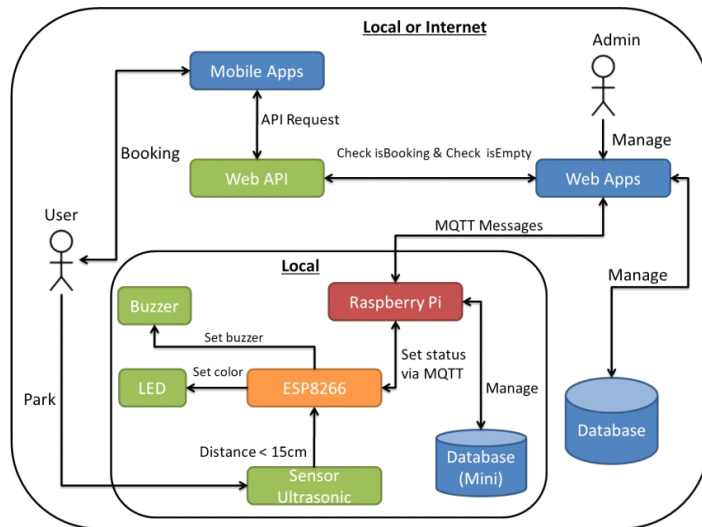 Local or Internet
Admin
Mobile Apps
API Request
Manage
Booking
Check isBooking & Check isEmpty
Web API
Web Apps
User
MQTT Messages
Local
Manage
Buzzer
Raspberry Pi
Set buzzer
Set status
via MQTT
Set color
LED
ESP8266
Manage
Park
Distance < 15cm
Database
Database
(Mini)
Sensor
Ultrasonic